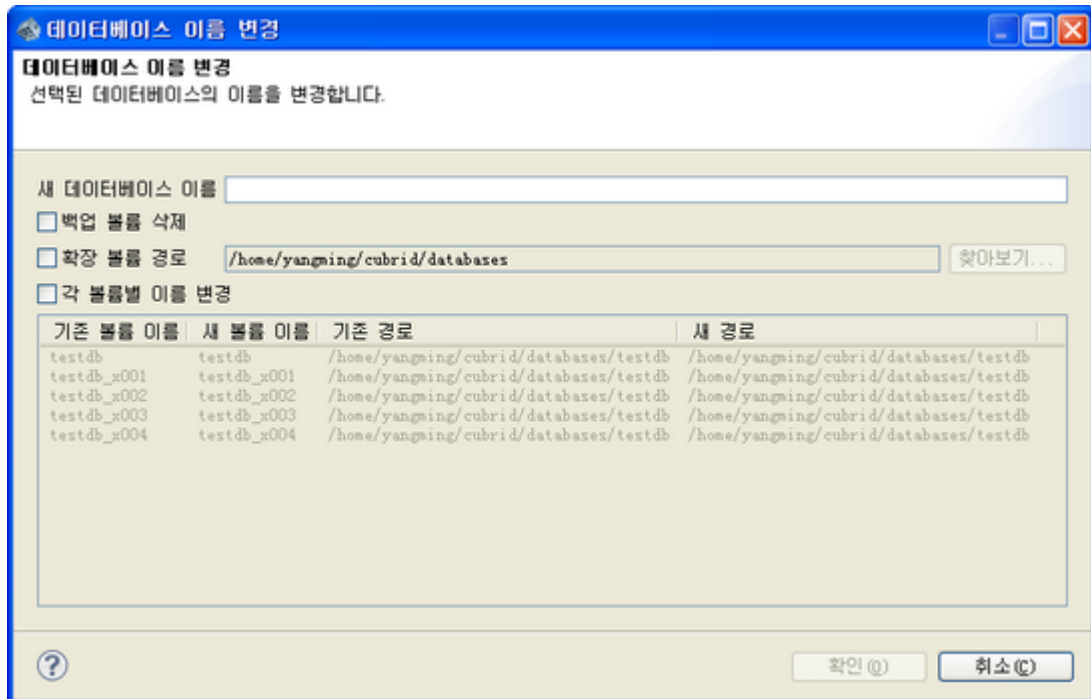 데이터베이스 이름 변경
데이터베이스 이름 변경
선택된 데이터베이스의 이름을 변경합니다.
새 데이터베이스 이름
백업 볼륨 삭제
확장 볼륨 경로 /home/yangming/cubrid/databases 찾아보기...
각 볼륨별 이름 변경
기존 볼륨 이름 새 볼륨 이름 기존 경로 새 경로
testdb testdb /home/yangming/cubrid/databases/testdb /home/yangming/cubrid/databases/testdb
testdb_x001 testdb_x001 /home/yangming/cubrid/databases/testdb /home/yangming/cubrid/databases/testdb
testdb_x002 testdb_x002 /home/yangming/cubrid/databases/testdb /home/yangming/cubrid/databases/testdb
testdb_x003 testdb_x003 /home/yangming/cubrid/databases/testdb /home/yangming/cubrid/databases/testdb
testdb_x004 testdb_x004 /home/yangming/cubrid/databases/testdb /home/yangming/cubrid/databases/testdb
? 확인(O) 취소(C)